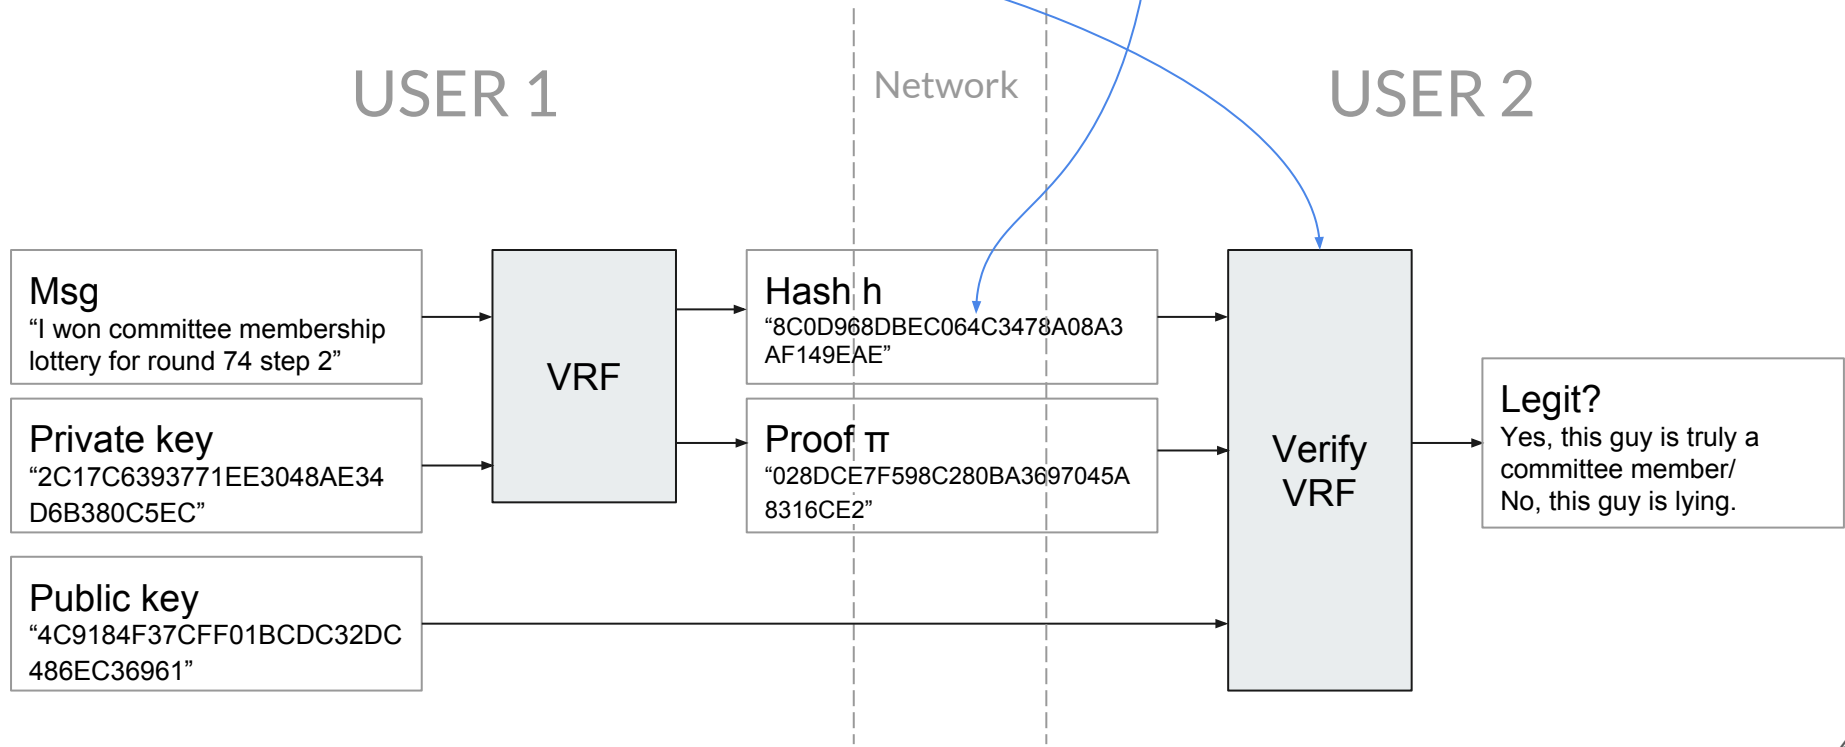 USER 1
Network
USER 2
Msg
“I won committee membership
lottery for round 74 step 2”
Private key
“2C17C6393771EE3048AE34
D6B380C5EC”
Public key
“4C9184F37CFF01BCDC32DC
486EC36961”
VRF
Hash h
“8C0D968DBEC064C3478A08A3
AF149EAE”
Proof π
“028DCE7F598C280BA3697045A
8316CE2”
Verify
VRF
Legit?
Yes, this guy is truly a
committee member/
No, this guy is lying.